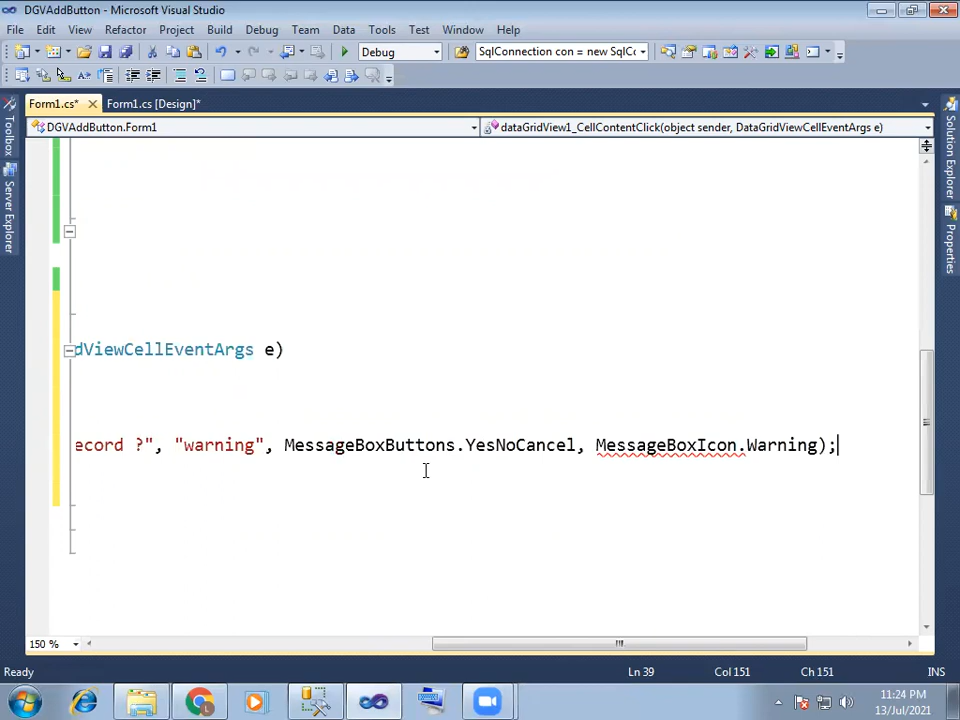 DGVAddButton - Microsoft Visual Studio
File Edit View Refactor Project Build Debug Team Data Tools Test Window Help
Debug SqlConnection con = new SqlCo
Form1.cs* Form1.cs [Design]*
DGVAddButton.Form1 dataGridView1_CellContentClick(object sender, DataGridViewCellEventArgs e)
Toolbox
Server Explorer
Solution Explorer
Properties
dViewCellEventArgs e)
ecord ?", "warning", MessageBoxButtons.YesNoCancel, MessageBoxIcon.Warning);
150 %
Ready Ln 39 Col 151 Ch 151 INS
11:24 PM
13/Jul/2021